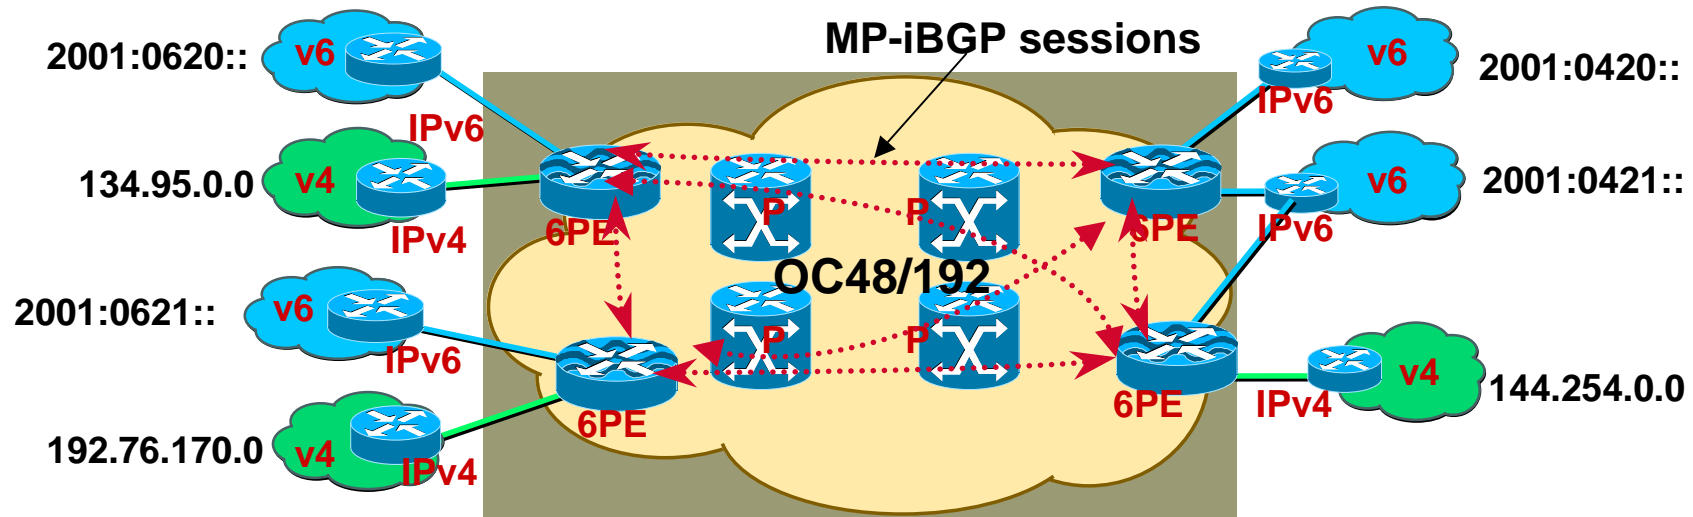 MP-iBGP sessions
2001:0620::
v6
IPv6
134.95.0.0
v4
IPv4
6PE
2001:0621::
v6
IPv6
192.76.170.0
v4
IPv4
6PE
P
P
OC48/192
P
P
v6
2001:0420::
IPv6
v6
2001:0421::
IPv6
6PE
v4
144.254.0.0
IPv4
6PE